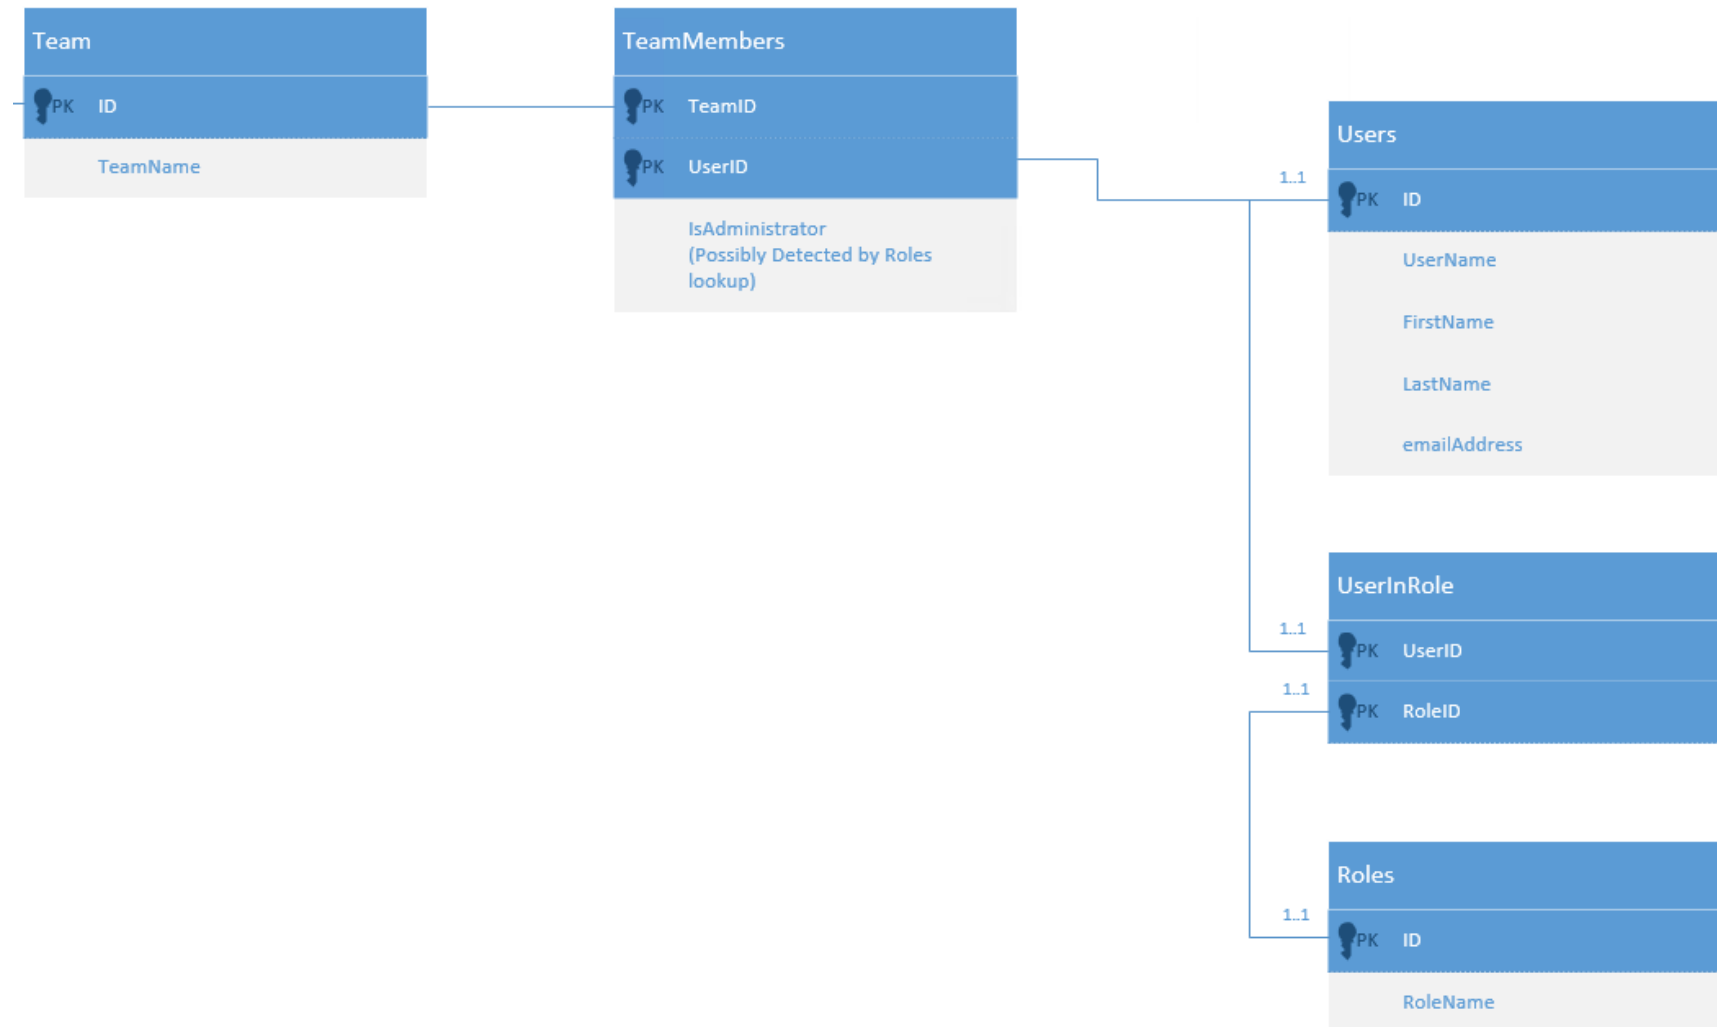 Team
PK ID
TeamName
TeamMembers
PK TeamID
PK UserID
IsAdministrator
(Possibly Detected by Roles
lookup)
Users
1..1
PK ID
UserName
FirstName
LastName
emailAddress
UserInRole
1..1
PK UserID
1..1
PK RoleID
Roles
1..1
PK ID
RoleName